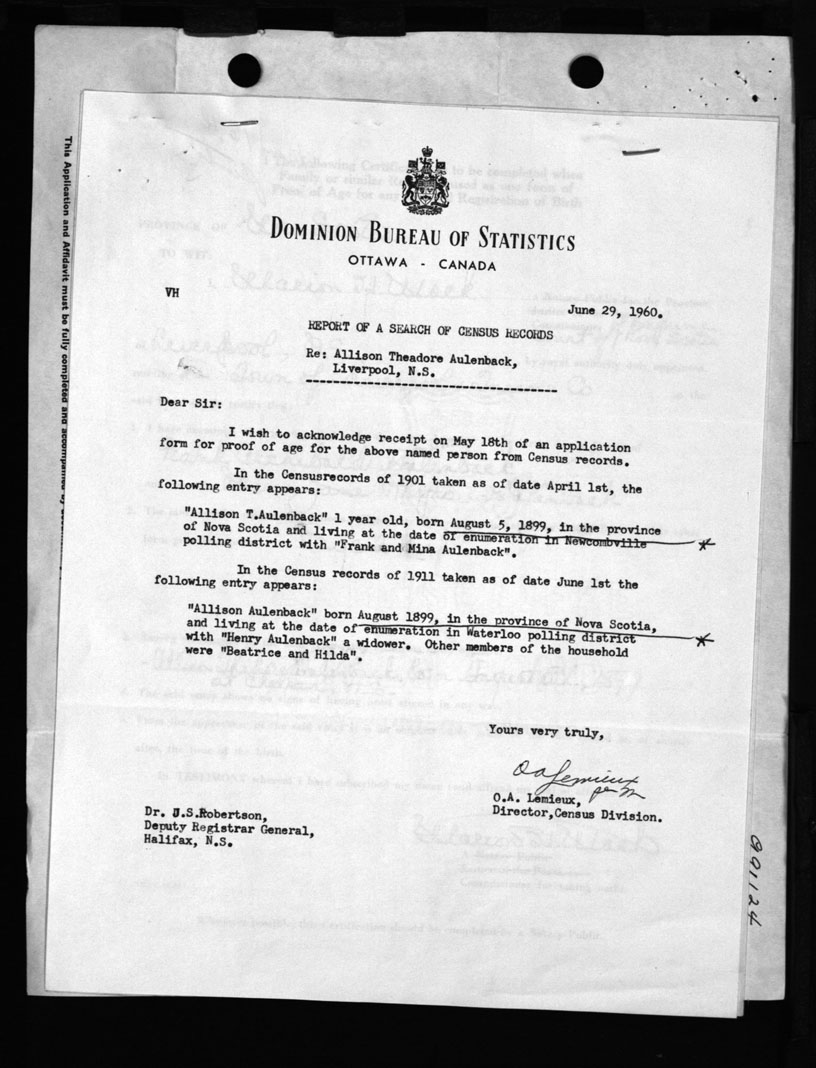 This Application and Affidavit must be fully completed and accompanied by
DOMINION BUREAU OF STATISTICS
OTTAWA - CANADA
VH
June 29, 1960.
REPORT OF A SEARCH OF CENSUS RECORDS
Re: Allison Theadore Aulenback,
Liverpool, N.S.
Dear Sir:
I wish to acknowledge receipt on May 18th of an application
form for proof of age for the above named person from Census records.
In the Censusrecords of 1901 taken as of date April 1st, the
following entry appears:
"Allison T.Aulenback" 1 year old, born August 5, 1899, in the province
of Nova Scotia and living at the date of enumeration in Newcombville
polling district with "Frank and Mina Aulenback".
In the Census records of 1911 taken as of date June 1st the
following entry appears:
"Allison Aulenback" born August 1899, in the province of Nova Scotia,
and living at the date of enumeration in Waterloo polling district
with "Henry Aulenback" a widower. Other members of the household
were "Beatrice and Hilda".
Yours very truly,
O A Lemieux
per
O.A. Lemieux,
Director,Census Division.
Dr. J.S.Robertson,
Deputy Registrar General,
Halifax, N.S.
991124